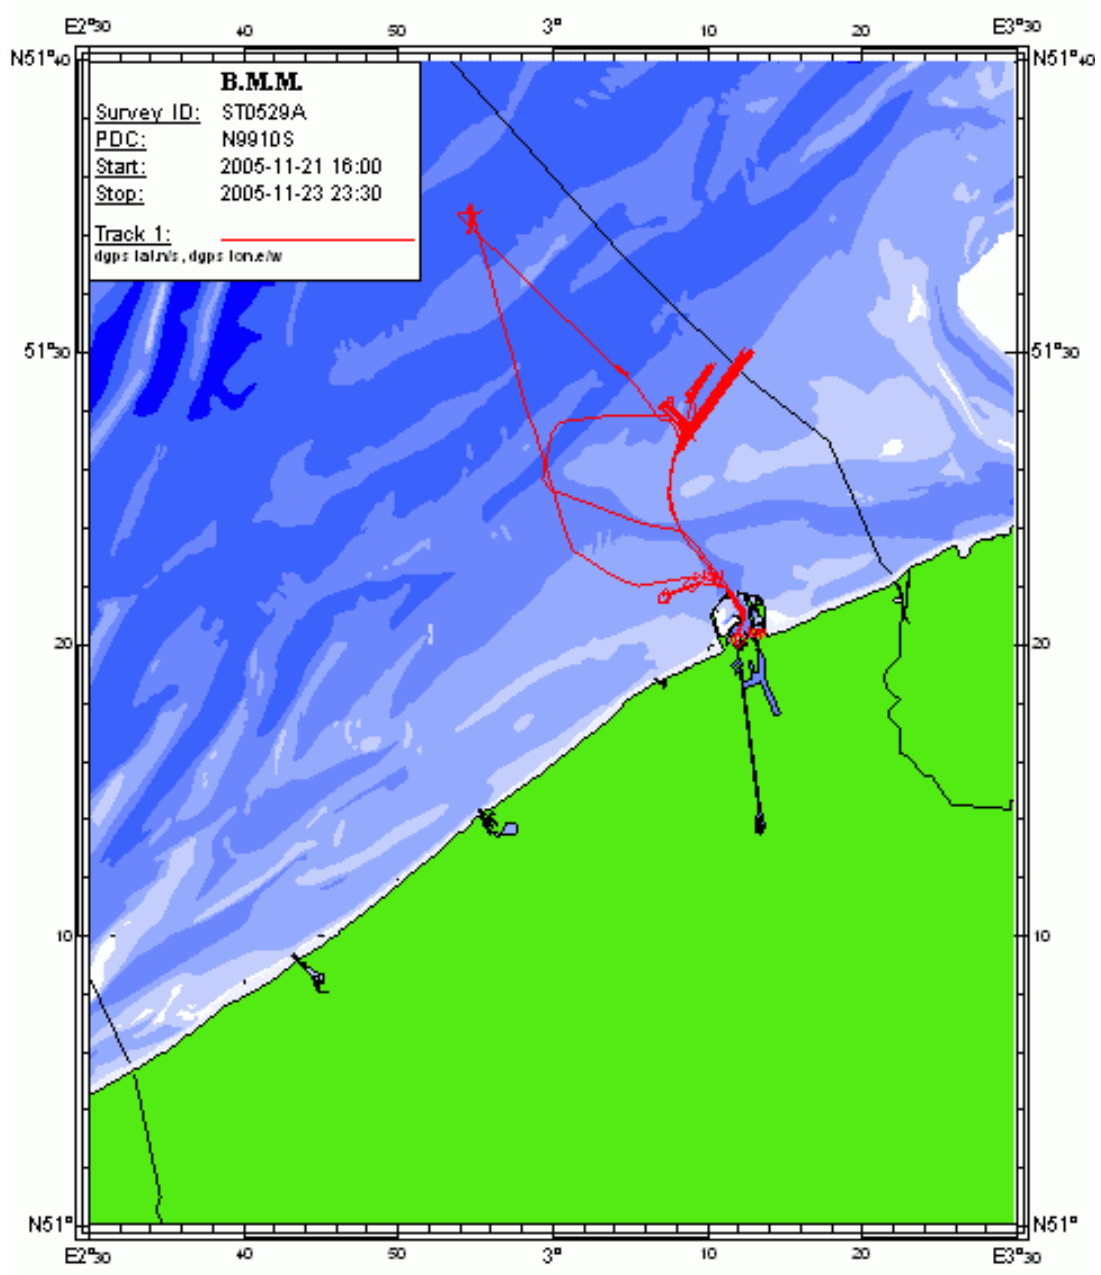 E2°30 40 50 3° 10 20 E3°30
N51°40 N51°40
B.M.M.
Survey ID: ST0529A
PDC: N9910S
Start: 2005-11-21 16:00
Stop: 2005-11-23 23:30
Track 1:
dgps lat.n/s, dgps lon.e/w
51°30 51°30
20 20
10 10
N51° N51°
E2°30 40 50 3° 10 20 E3°30